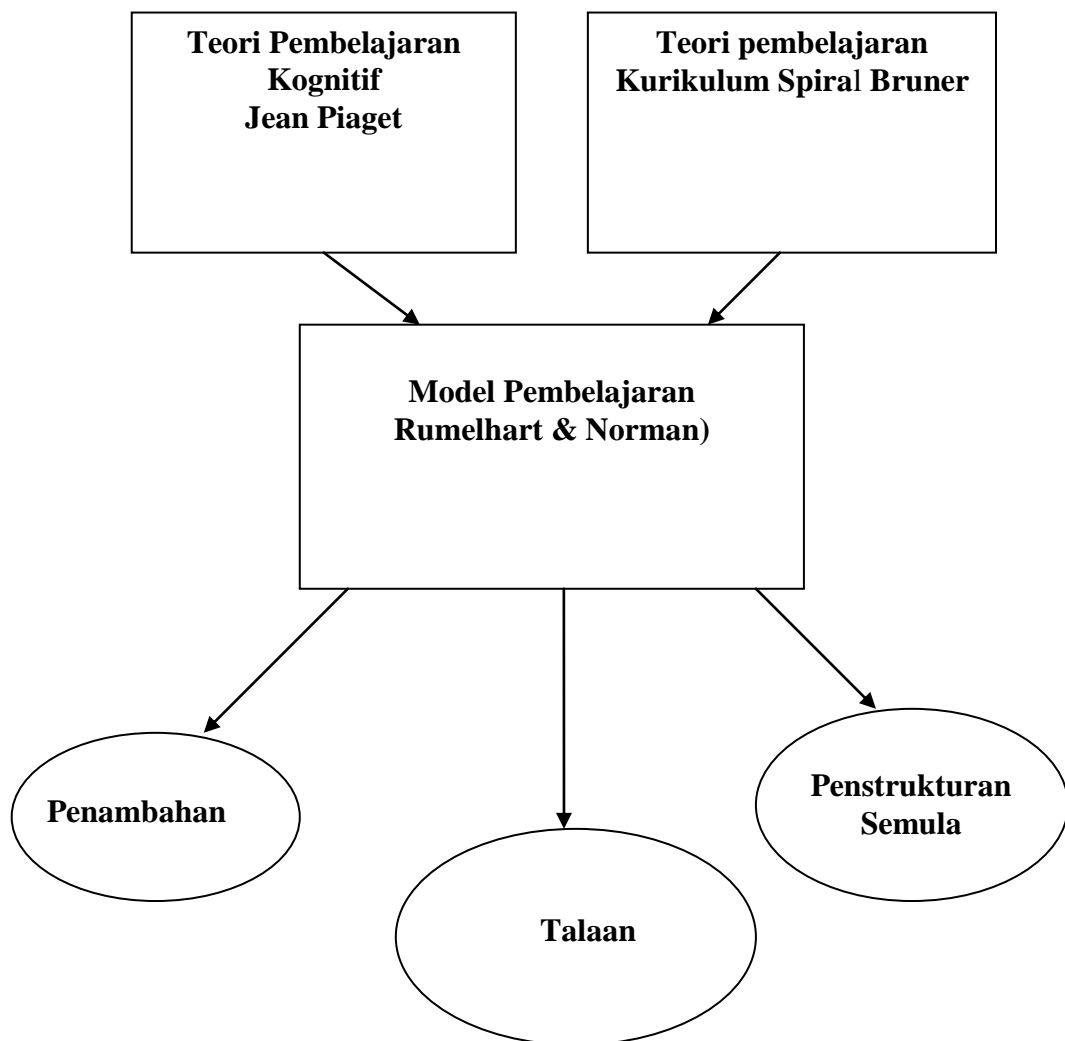 Teori Pembelajaran
Kognitif
Jean Piaget
Teori pembelajaran
Kurikulum Spiral Bruner
Model Pembelajaran
Rumelhart & Norman)
Penambahan
Talaan
Penstrukturan
Semula